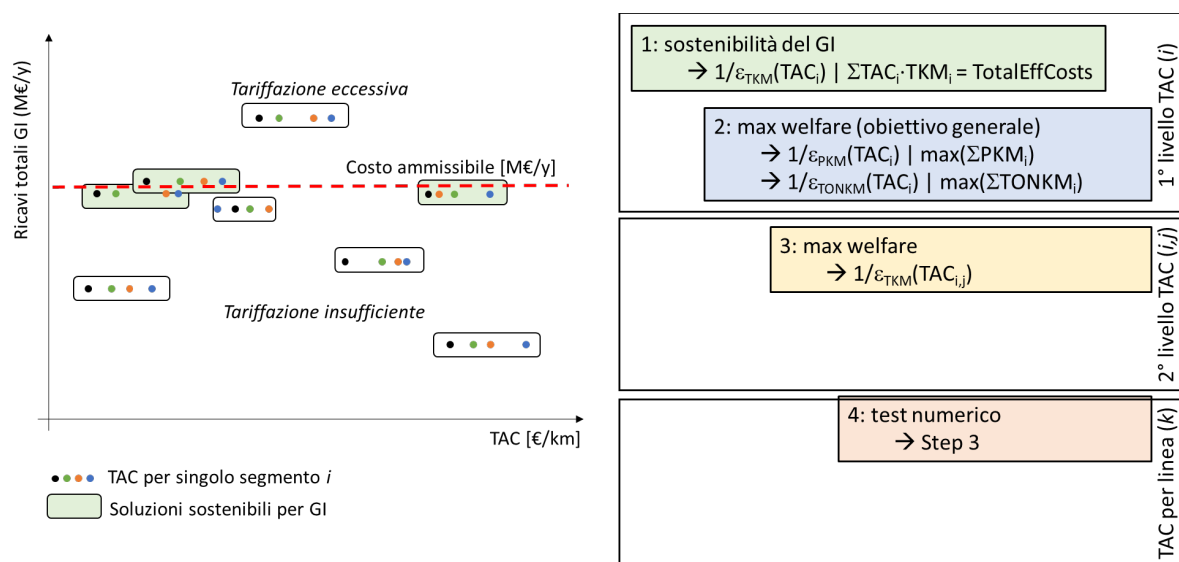 Ricavi totali GI (M€/y)
Tariffazione eccessiva
Costo ammissibile [M€/y]
Tariffazione insufficiente
TAC [€/km]
TAC per singolo segmento i
Soluzioni sostenibili per GI
1: sostenibilità del GI
→ 1/εTKM(TACi) | ΣTACi·TKMi = TotalEffCosts
2: max welfare (obiettivo generale)
→ 1/εPKM(TACi) | max(ΣPKMi)
→ 1/εTONKM(TACi) | max(ΣTONKMi)
1° livello TAC (i)
3: max welfare
→ 1/εTKM(TACi,j)
2° livello TAC (i,j)
4: test numerico
→ Step 3
TAC per linea (k)